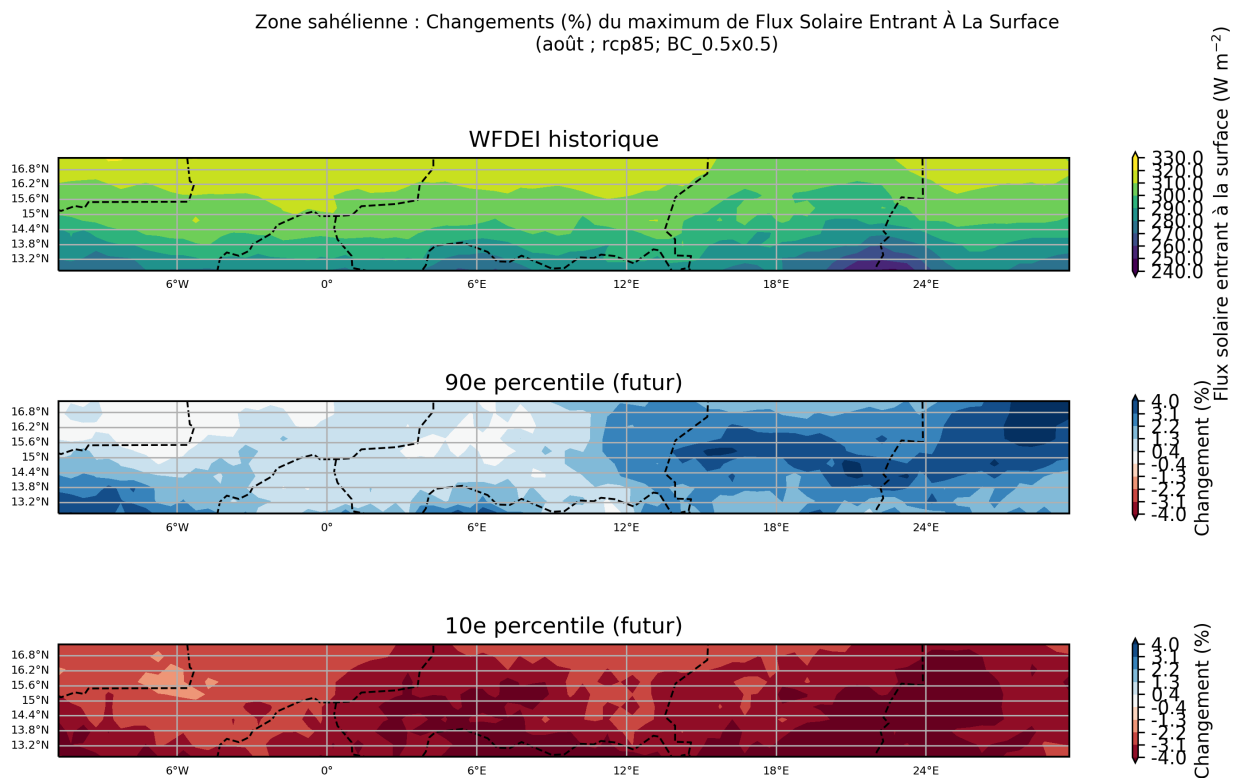 Zone sahélienne : Changements (%) du maximum de Flux Solaire Entrant À La Surface
(août ; rcp85; BC_0.5x0.5)
WFDEI historique
16.8°N
16.2°N
15.6°N
15°N
14.4°N
13.8°N
13.2°N
6°W
0°
6°E
12°E
18°E
24°E
330.0
320.0
310.0
300.0
290.0
280.0
270.0
260.0
250.0
240.0
Flux solaire entrant à la surface (W m⁻²)
90e percentile (futur)
16.8°N
16.2°N
15.6°N
15°N
14.4°N
13.8°N
13.2°N
6°W
0°
6°E
12°E
18°E
24°E
4.0
3.1
2.2
1.3
0.4
-0.4
-1.3
-2.2
-3.1
-4.0
Changement (%)
10e percentile (futur)
16.8°N
16.2°N
15.6°N
15°N
14.4°N
13.8°N
13.2°N
6°W
0°
6°E
12°E
18°E
24°E
4.0
3.1
2.2
1.3
0.4
-0.4
-1.3
-2.2
-3.1
-4.0
Changement (%)